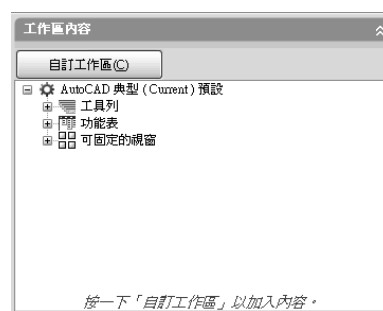 工作區內容
自訂工作區(C)
AutoCAD 典型 (Current) 預設
工具列
功能表
可固定的視窗
按一下「自訂工作區」以加入內容。